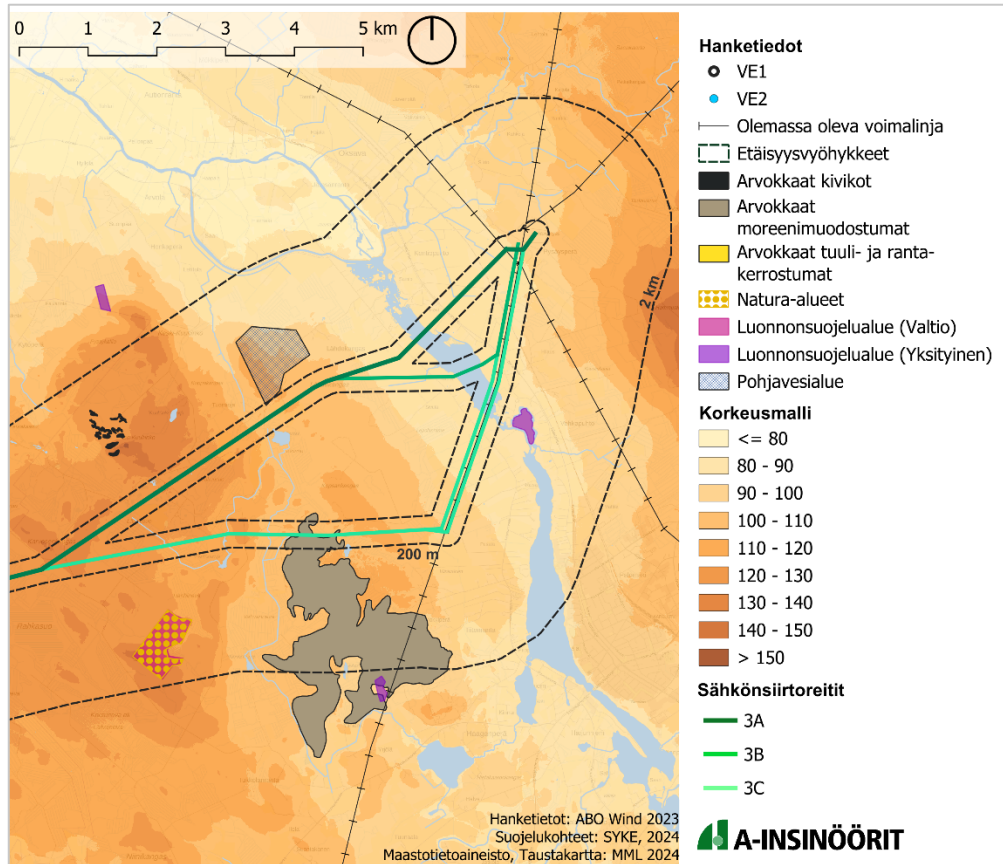 0 1 2 3 4 5 km
2 km
200 m
Hanketiedot: ABO Wind 2023
Suojelukohteet: SYKE, 2024
Maastotietoaineisto, Taustakartta: MML 2024
Hanketiedot
VE1
VE2
Olemassa oleva voimalinja
Etäisyysvyöhykkeet
Arvokkaat kivikot
Arvokkaat
moreenimuodostumat
Arvokkaat tuuli- ja ranta-
kerrostumat
Natura-alueet
Luonnonsuojelualue (Valtio)
Luonnonsuojelualue (Yksityinen)
Pohjavesialue
Korkeusmalli
<= 80
80 - 90
90 - 100
100 - 110
110 - 120
120 - 130
130 - 140
140 - 150
> 150
Sähkönsiirtoreitit
3A
3B
3C
A-INSINÖÖRIT